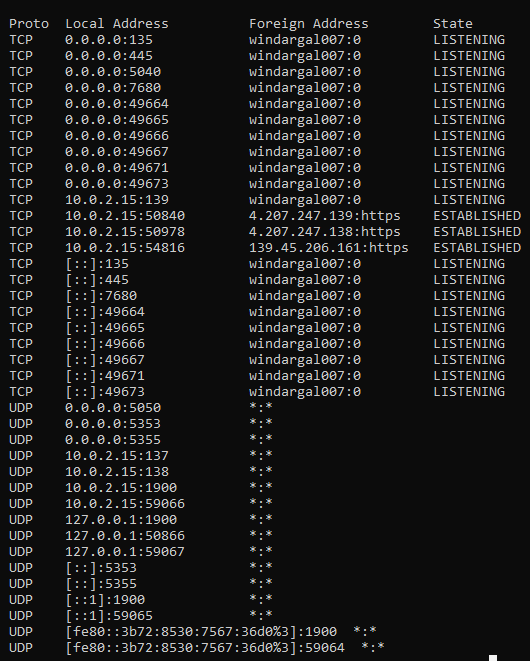 Proto  Local Address          Foreign Address        State
TCP    0.0.0.0:135            windargal007:0         LISTENING
TCP    0.0.0.0:445            windargal007:0         LISTENING
TCP    0.0.0.0:5040           windargal007:0         LISTENING
TCP    0.0.0.0:7680           windargal007:0         LISTENING
TCP    0.0.0.0:49664          windargal007:0         LISTENING
TCP    0.0.0.0:49665          windargal007:0         LISTENING
TCP    0.0.0.0:49666          windargal007:0         LISTENING
TCP    0.0.0.0:49667          windargal007:0         LISTENING
TCP    0.0.0.0:49671          windargal007:0         LISTENING
TCP    0.0.0.0:49673          windargal007:0         LISTENING
TCP    10.0.2.15:139          windargal007:0         LISTENING
TCP    10.0.2.15:50840        4.207.247.139:https    ESTABLISHED
TCP    10.0.2.15:50978        4.207.247.138:https    ESTABLISHED
TCP    10.0.2.15:54816        139.45.206.161:https   ESTABLISHED
TCP    [::]:135               windargal007:0         LISTENING
TCP    [::]:445               windargal007:0         LISTENING
TCP    [::]:7680              windargal007:0         LISTENING
TCP    [::]:49664             windargal007:0         LISTENING
TCP    [::]:49665             windargal007:0         LISTENING
TCP    [::]:49666             windargal007:0         LISTENING
TCP    [::]:49667             windargal007:0         LISTENING
TCP    [::]:49671             windargal007:0         LISTENING
TCP    [::]:49673             windargal007:0         LISTENING
UDP    0.0.0.0:5050           *:*
UDP    0.0.0.0:5353           *:*
UDP    0.0.0.0:5355           *:*
UDP    10.0.2.15:137          *:*
UDP    10.0.2.15:138          *:*
UDP    10.0.2.15:1900         *:*
UDP    10.0.2.15:59066        *:*
UDP    127.0.0.1:1900         *:*
UDP    127.0.0.1:50866        *:*
UDP    127.0.0.1:59067        *:*
UDP    [::]:5353              *:*
UDP    [::]:5355              *:*
UDP    [::1]:1900             *:*
UDP    [::1]:59065            *:*
UDP    [fe80::3b72:8530:7567:36d0%3]:1900  *:*
UDP    [fe80::3b72:8530:7567:36d0%3]:59064  *:*